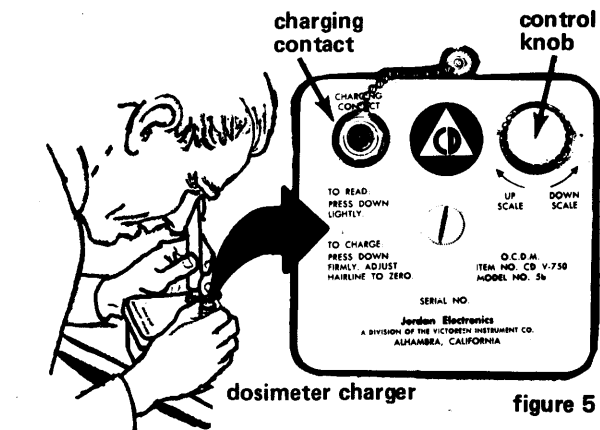 charging
contact
control
knob
CHARGING
CONTACT
CD
UP
SCALE
DOWN
SCALE
TO READ:
PRESS DOWN
LIGHTLY.
TO CHARGE
PRESS DOWN
FIRMLY. ADJUST
HAIRLINE TO ZERO.
O.C.D.M.
ITEM NO. CD V-750
MODEL NO. 5b
SERIAL NO.
Jordan Electronics
A DIVISION OF THE VICTOREEN INSTRUMENT CO.
ALHAMBRA, CALIFORNIA
dosimeter charger
figure 5